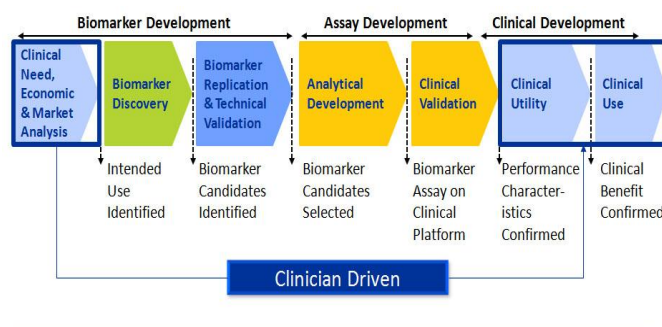 Biomarker Development
Assay Development
Clinical Development
Clinical
Need,
Economic
& Market
Analysis
Biomarker
Discovery
Biomarker
Replication
& Technical
Validation
Analytical
Development
Clinical
Validation
Clinical
Utility
Clinical
Use
Intended
Use
Identified
Biomarker
Candidates
Identified
Biomarker
Candidates
Selected
Biomarker
Assay on
Clinical
Platform
Performance
Character-
istics
Confirmed
Clinical
Benefit
Confirmed
Clinician Driven